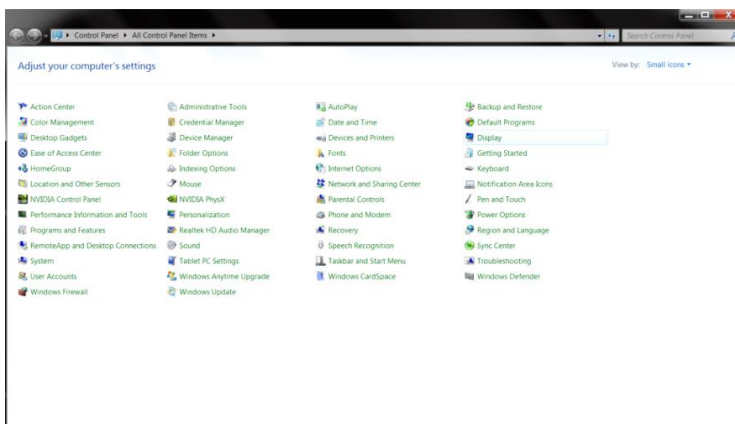 Control Panel All Control Panel Items
Search Control Panel
Adjust your computer's settings
View by: Small icons
Action Center Administrative Tools AutoPlay Backup and Restore
Color Management Credential Manager Date and Time Default Programs
Desktop Gadgets Device Manager Devices and Printers Display
Ease of Access Center Folder Options Fonts Getting Started
HomeGroup Indexing Options Internet Options Keyboard
Location and Other Sensors Mouse Network and Sharing Center Notification Area Icons
NVIDIA Control Panel NVIDIA PhysX Parental Controls Pen and Touch
Performance Information and Tools Personalization Phone and Modem Power Options
Programs and Features Realtek HD Audio Manager Recovery Region and Language
RemoteApp and Desktop Connections Sound Speech Recognition Sync Center
System Tablet PC Settings Taskbar and Start Menu Troubleshooting
User Accounts Windows Anytime Upgrade Windows CardSpace Windows Defender
Windows Firewall Windows Update